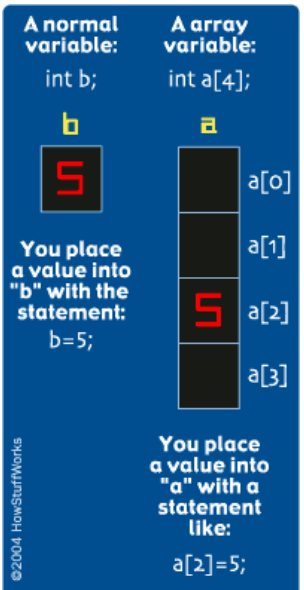 A normal
variable:
int b;
b
5
You place
a value into
"b" with the
statement:
b=5;
A array
variable:
int a[4];
a
a[0]
a[1]
5
a[2]
a[3]
You place
a value into
"a" with a
statement
like:
a[2]=5;
©2004 HowStuffWorks